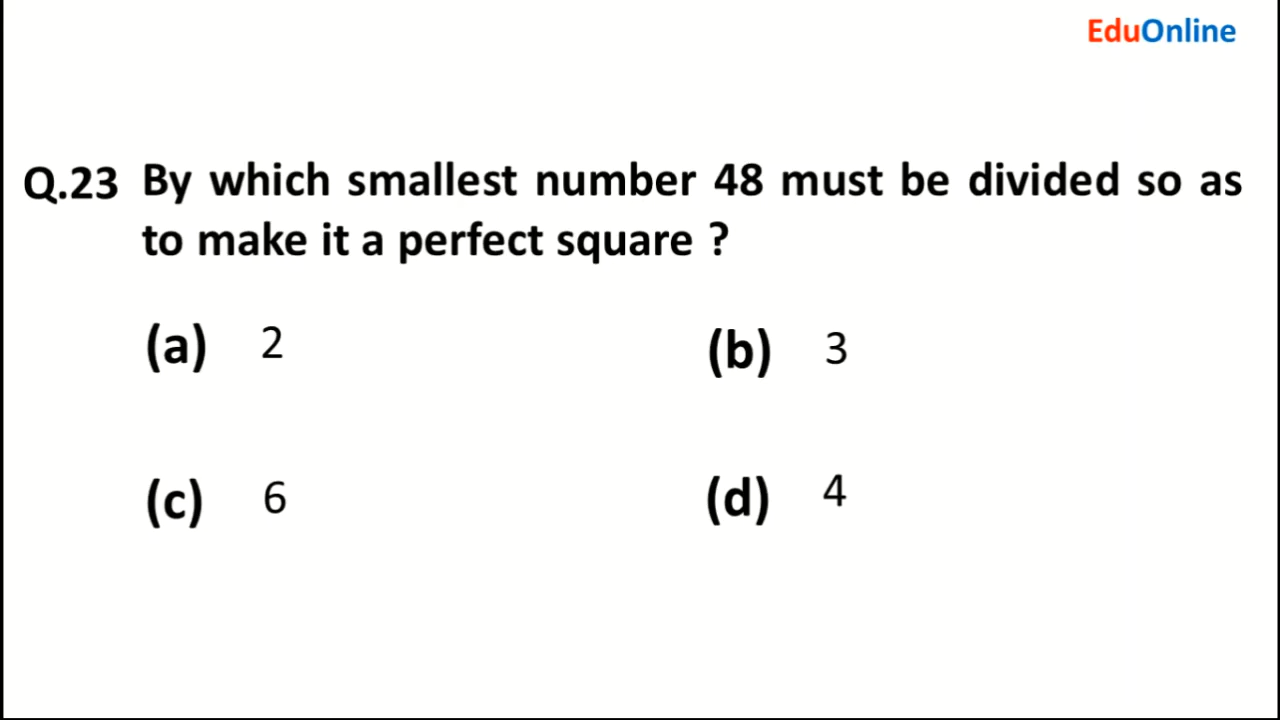 EduOnline
Q.23 By which smallest number 48 must be divided so as
to make it a perfect square ?
(a) 2 (b) 3
(c) 6 (d) 4